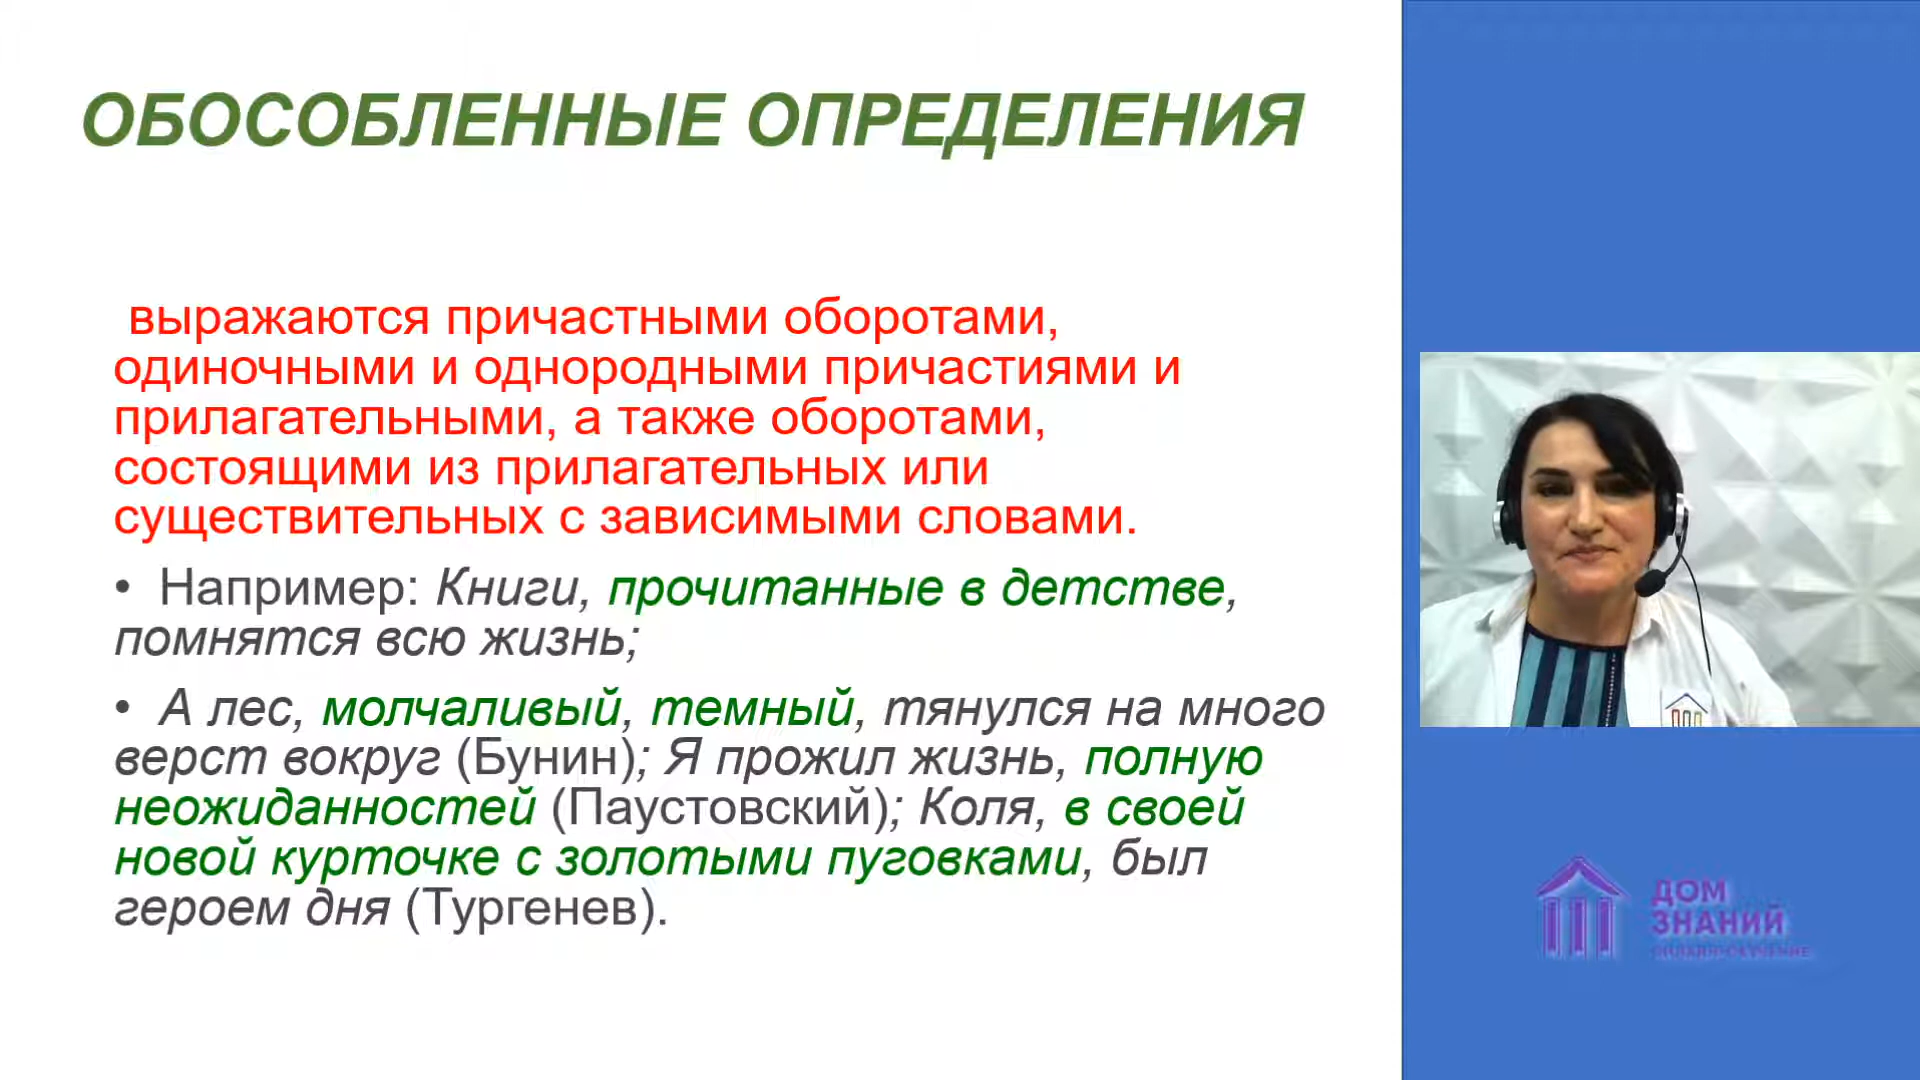 ОБОСОБЛЕННЫЕ ОПРЕДЕЛЕНИЯ
выражаются причастными оборотами,
одиночными и однородными причастиями и
прилагательными, а также оборотами,
состоящими из прилагательных или
существительных с зависимыми словами.
• Например: Книги, прочитанные в детстве,
помнятся всю жизнь;
• А лес, молчаливый, темный, тянулся на много
верст вокруг (Бунин); Я прожил жизнь, полную
неожиданностей (Паустовский); Коля, в своей
новой курточке с золотыми пуговками, был
героем дня (Тургенев).
ДОМ
ЗНАНИЙ